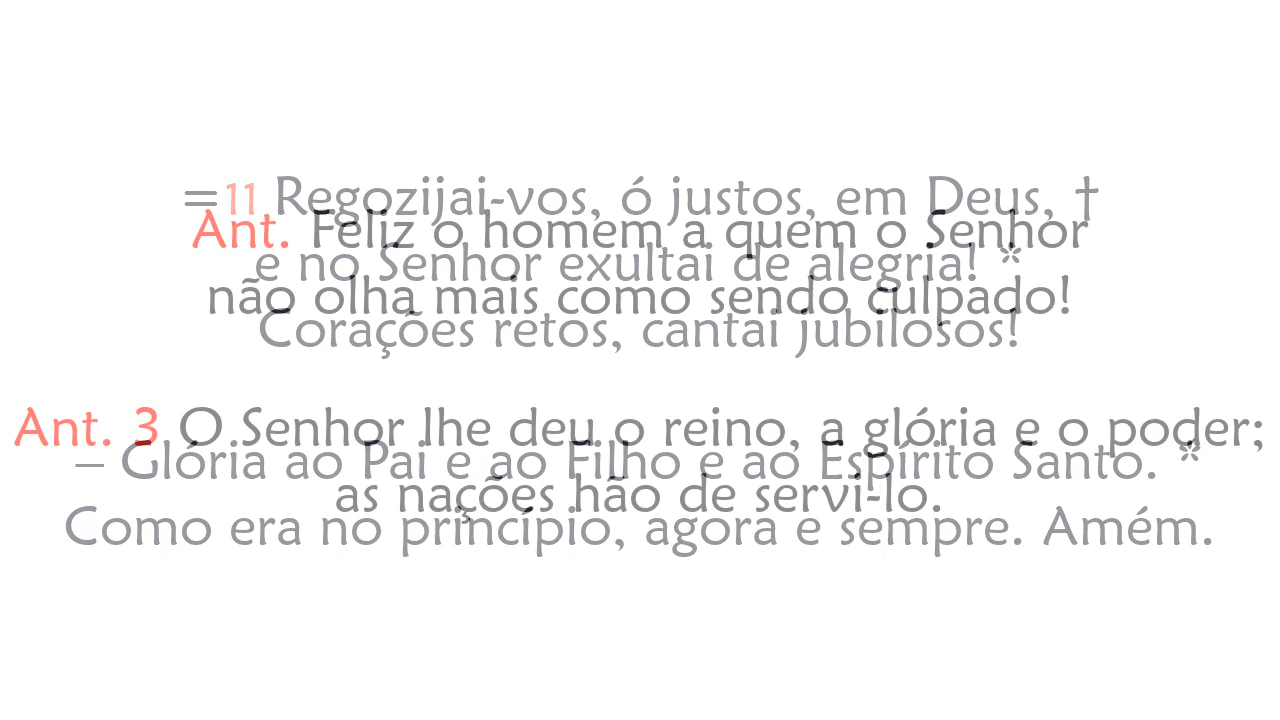 =11 Regozijai-vos, ó justos, em Deus, †
Ant. Feliz o homem a quem o Senhor
e no Senhor exultai de alegria! *
não olha mais como sendo culpado!
Corações retos, cantai jubilosos!
Ant. 3 O Senhor lhe deu o reino, a glória e o poder;
– Glória ao Pai e ao Filho e ao Espírito Santo. *
as nações hão de servi-lo.
Como era no princípio, agora e sempre. Amém.